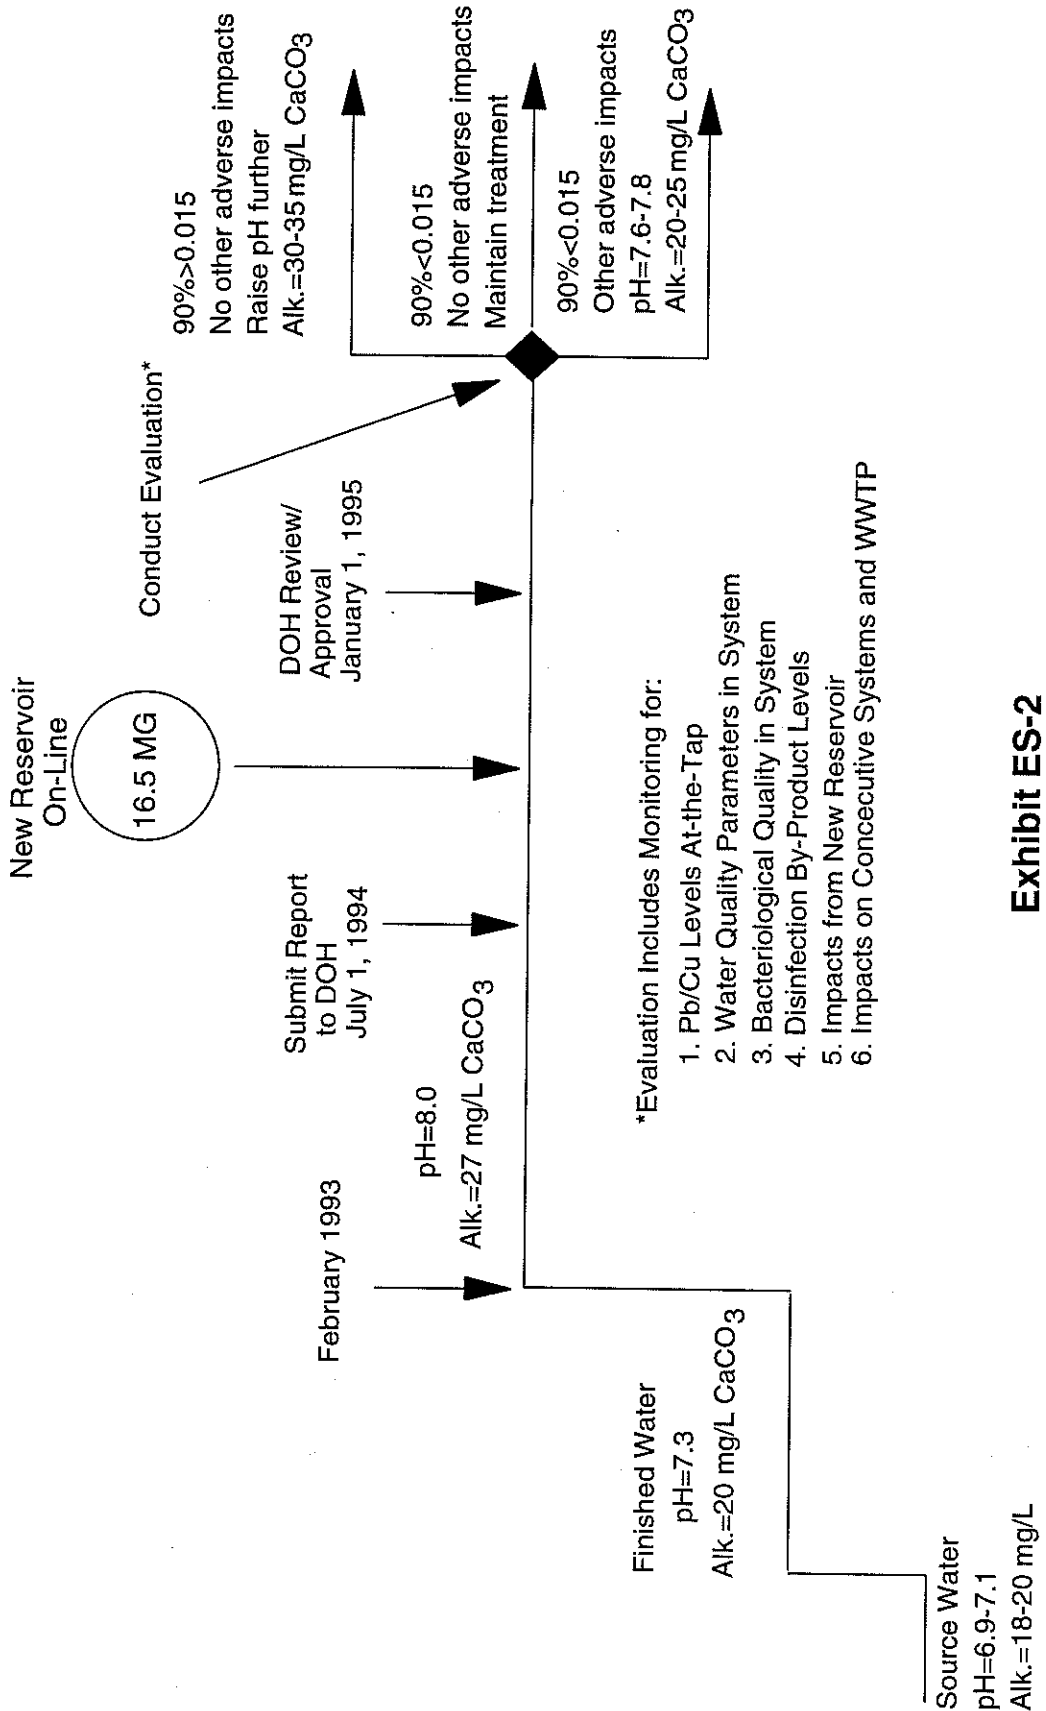 New Reservoir
On-Line
16.5 MG
Conduct Evaluation*
90%>0.015
No other adverse impacts
Raise pH further
Alk.=30-35mg/L CaCO3
90%<0.015
No other adverse impacts
Maintain treatment
90%<0.015
Other adverse impacts
pH=7.6-7.8
Alk.=20-25mg/L CaCO3
DOH Review/
Approval
January 1, 1995
Submit Report
to DOH
July 1, 1994
February 1993
pH=8.0
Alk.=27 mg/L CaCO3
Finished Water
pH=7.3
Alk.=20 mg/L CaCO3
Source Water
pH=6.9-7.1
Alk.=18-20 mg/L
*Evaluation Includes Monitoring for:
1. Pb/Cu Levels At-the-Tap
2. Water Quality Parameters in System
3. Bacteriological Quality in System
4. Disinfection By-Product Levels
5. Impacts from New Reservoir
6. Impacts on Concecutive Systems and WWTP
Exhibit ES-2